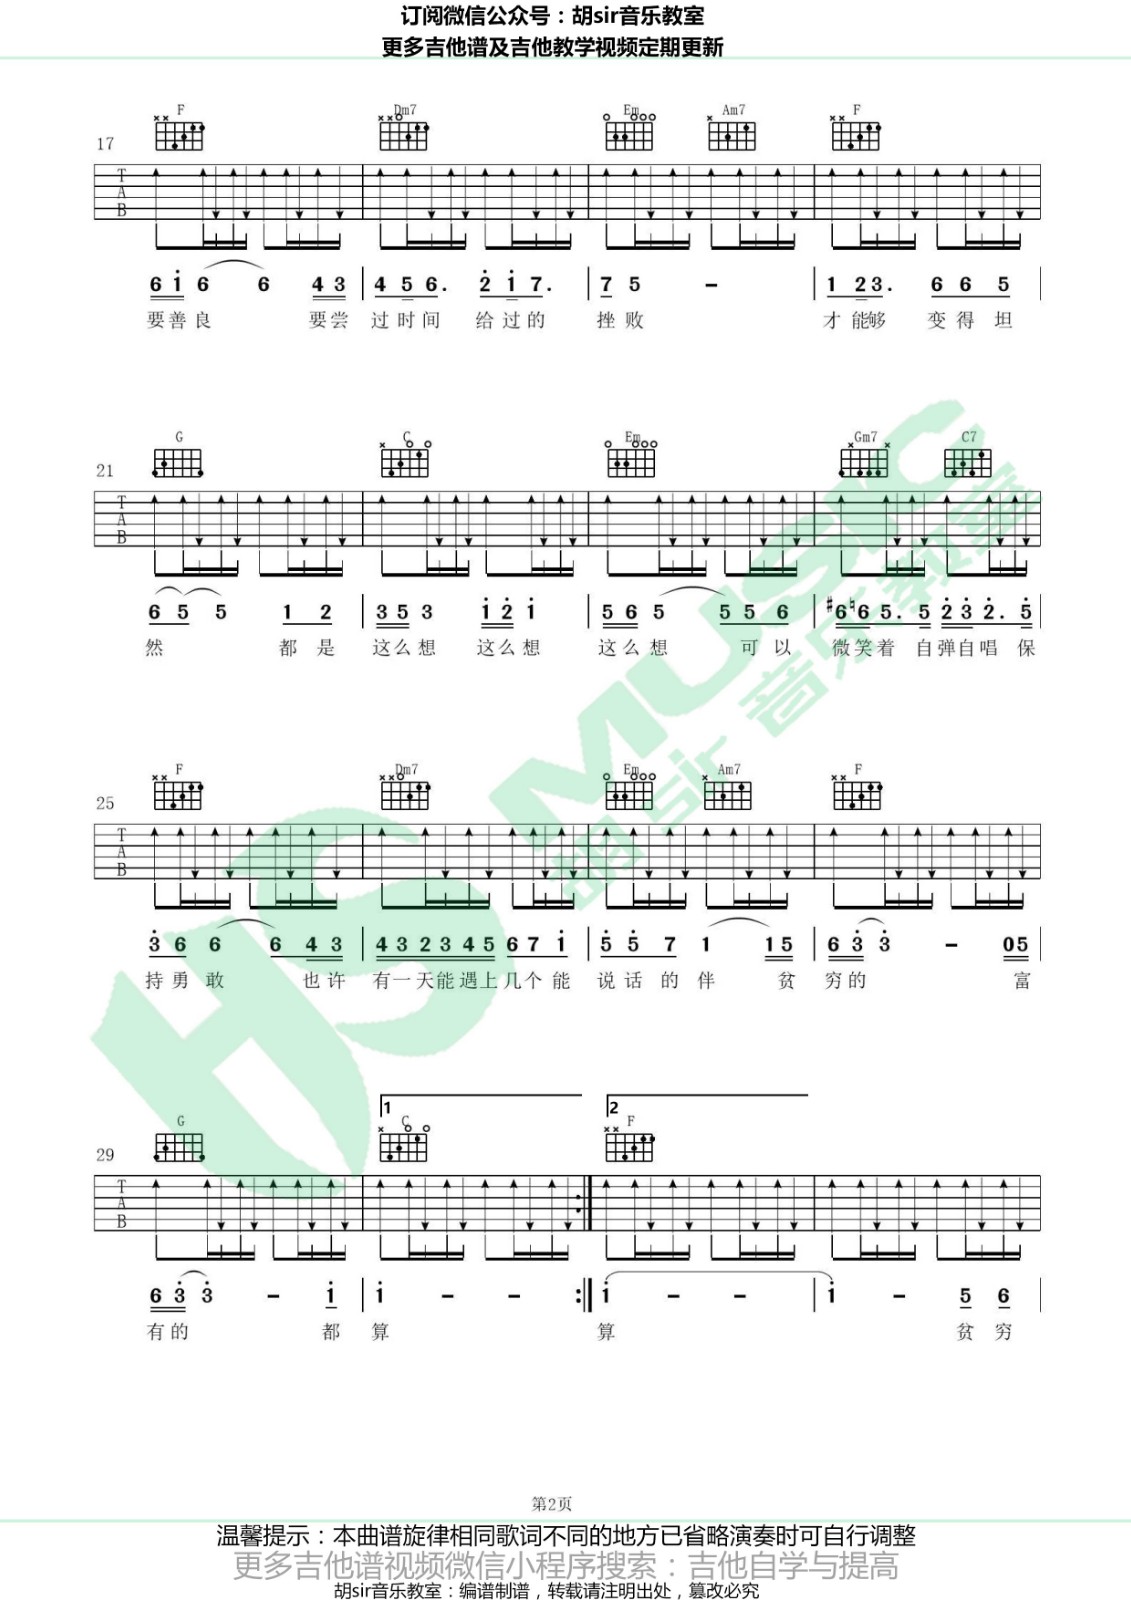 订阅微信公众号：胡sir音乐教室
更多吉他谱及吉他教学视频定期更新
F Dm7 Em Am7 F
17
T
A
B
6 1 6 6 4 3 4 5 6. 2 1 7. 7 5 - 1 2 3. 6 6 5
要善良 要尝 过时间 给过的 挫败 才能够 变得 坦
G C Em Gm7 C7
21
T
A
B
6 5 5 1 2 3 5 3 1 2 1 5 6 5 5 5 6 #6 ♮6 5. 5 2 3 2. 5
然 都 是 这么想 这么想 这么想 可以 微笑着 自弹自唱 保
F Dm7 Em Am7 F
25
T
A
B
3 6 6 6 4 3 4 3 2 3 4 5 6 7 1 5 5 7 1 1 5 6 3 3 - 0 5
持勇敢 也许 有一天能遇上几个能 说话的伴 贫 穷的 富
1 2
G C F
29
T
A
B
6 3 3 - 1 1 - - 1 - - 1 - 5 6
有的 都 算 算 贫 穷
HS MUSIC
胡sir音乐教室
第2页
温馨提示：本曲谱旋律相同歌词不同的地方已省略演奏时可自行调整
更多吉他谱视频微信小程序搜索：吉他自学与提高
胡sir音乐教室：编谱制谱，转载请注明出处，篡改必究